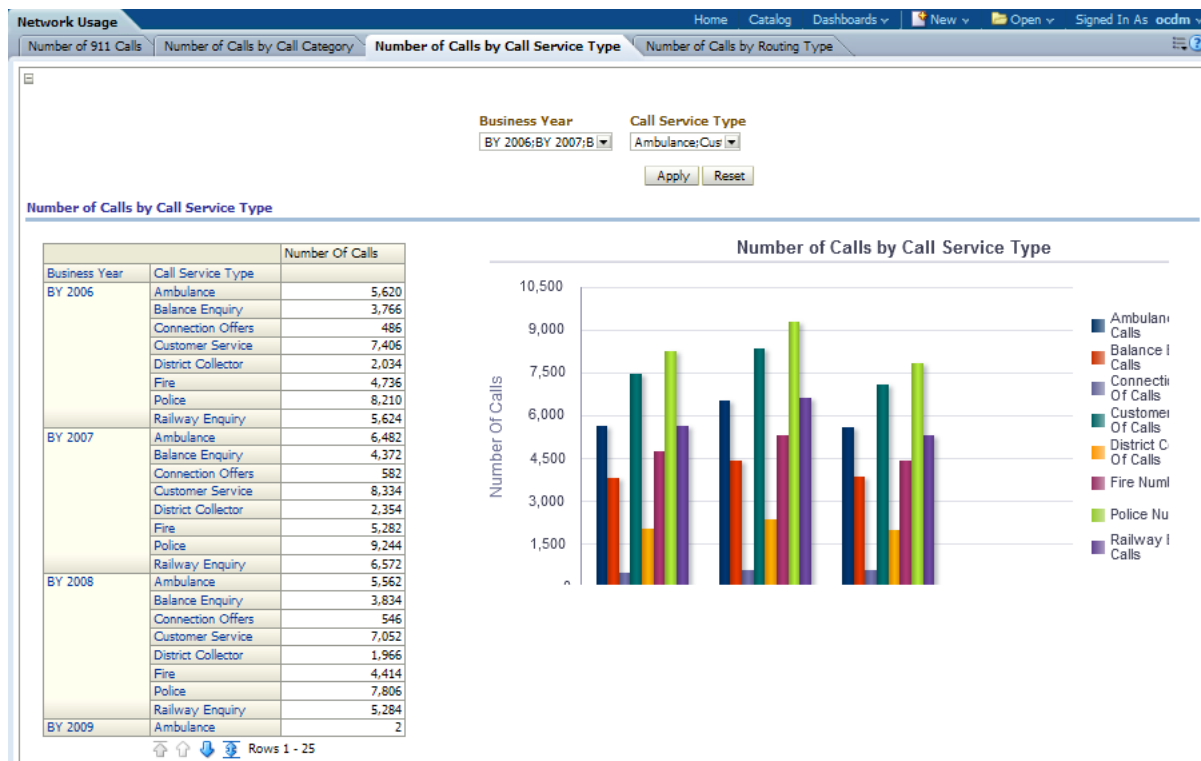 Network Usage
Home Catalog Dashboards New Open Signed In As ocdm
Number of 911 Calls Number of Calls by Call Category Number of Calls by Call Service Type Number of Calls by Routing Type
Business Year Call Service Type
BY 2006;BY 2007;B Ambulance;Cus
Apply Reset
Number of Calls by Call Service Type
Number Of Calls
Business Year Call Service Type
BY 2006 Ambulance 5,620
Balance Enquiry 3,766
Connection Offers 486
Customer Service 7,406
District Collector 2,034
Fire 4,736
Police 8,210
Railway Enquiry 5,624
BY 2007 Ambulance 6,482
Balance Enquiry 4,372
Connection Offers 582
Customer Service 8,334
District Collector 2,354
Fire 5,282
Police 9,244
Railway Enquiry 6,572
BY 2008 Ambulance 5,562
Balance Enquiry 3,834
Connection Offers 546
Customer Service 7,052
District Collector 1,966
Fire 4,414
Police 7,806
Railway Enquiry 5,284
BY 2009 Ambulance 2
Rows 1 - 25
Number of Calls by Call Service Type
Number Of Calls
10,500
9,000
7,500
6,000
4,500
3,000
1,500
Ambulan
Calls
Balance
Calls
Connecti
Of Calls
Customer
Of Calls
District C
Of Calls
Fire Num
Police Nu
Railway
Calls